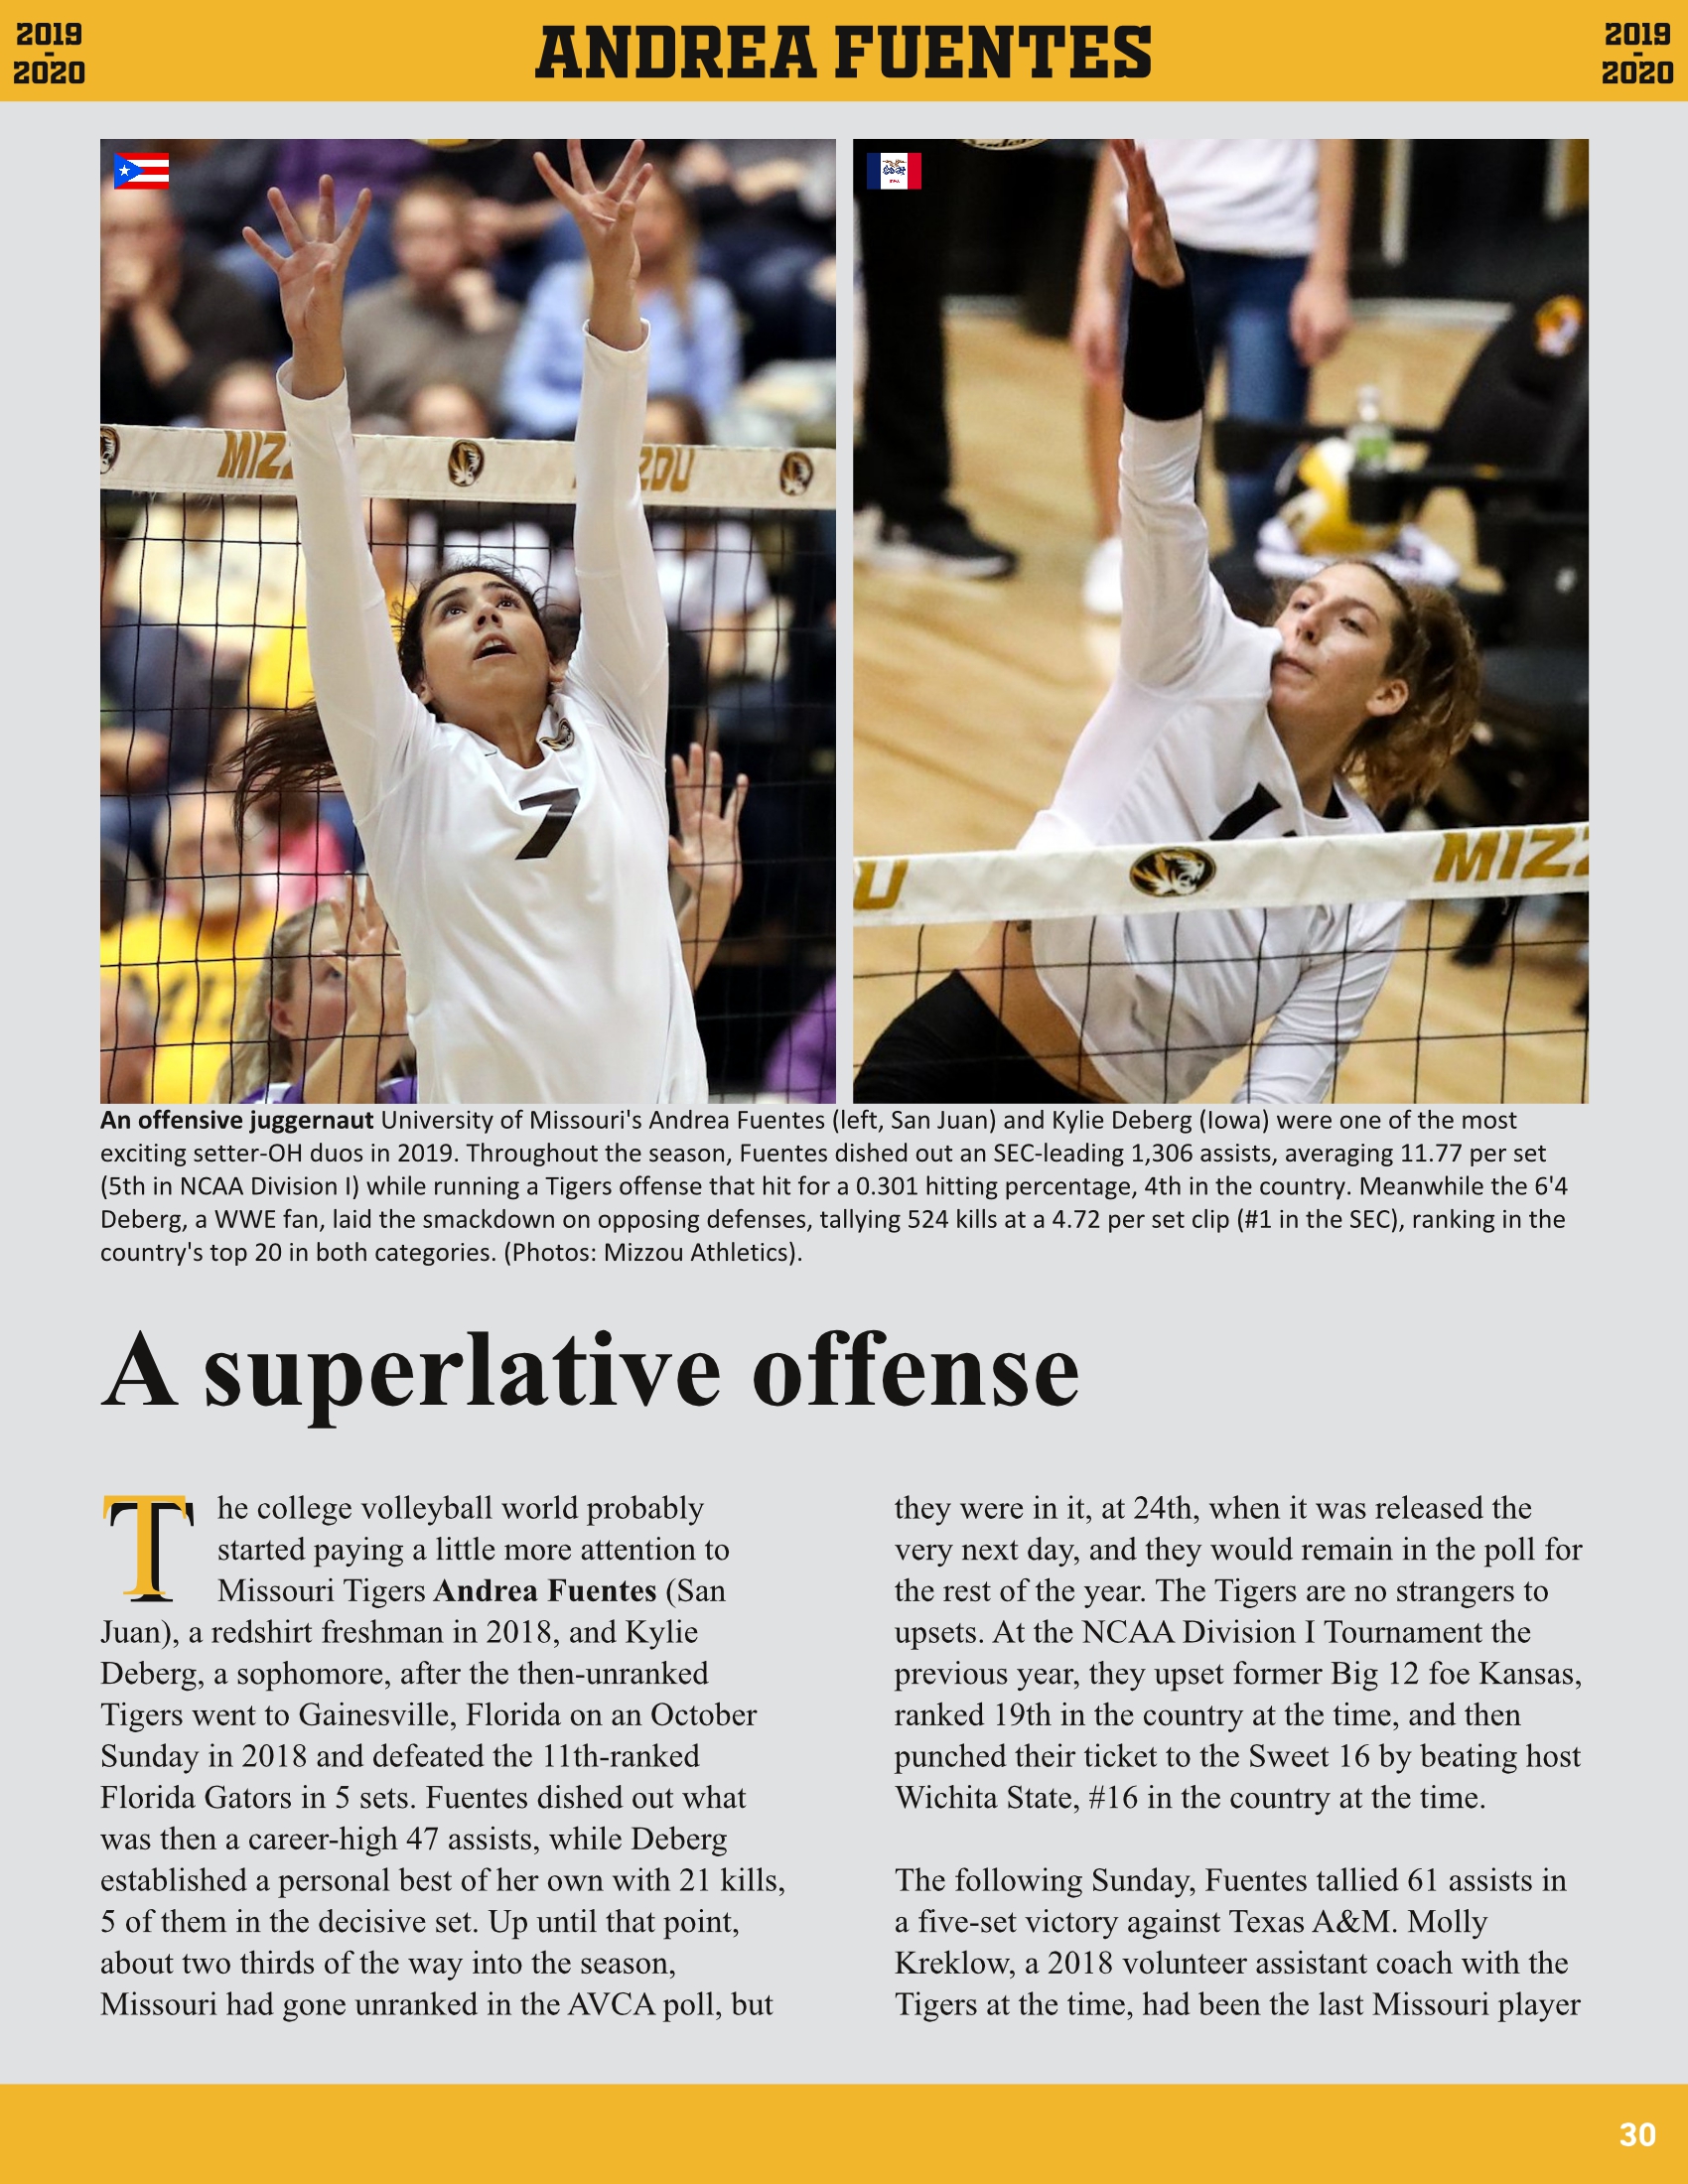 2019
-
2020
ANDREA FUENTES
2019
-
2020
MIZ
ZOU
7
U
MIZZ
An offensive juggernaut University of Missouri's Andrea Fuentes (left, San Juan) and Kylie Deberg (Iowa) were one of the most
exciting setter-OH duos in 2019. Throughout the season, Fuentes dished out an SEC-leading 1,306 assists, averaging 11.77 per set
(5th in NCAA Division I) while running a Tigers offense that hit for a 0.301 hitting percentage, 4th in the country. Meanwhile the 6'4
Deberg, a WWE fan, laid the smackdown on opposing defenses, tallying 524 kills at a 4.72 per set clip (#1 in the SEC), ranking in the
country's top 20 in both categories. (Photos: Mizzou Athletics).
A superlative offense
The college volleyball world probably
started paying a little more attention to
Missouri Tigers Andrea Fuentes (San
Juan), a redshirt freshman in 2018, and Kylie
Deberg, a sophomore, after the then-unranked
Tigers went to Gainesville, Florida on an October
Sunday in 2018 and defeated the 11th-ranked
Florida Gators in 5 sets. Fuentes dished out what
was then a career-high 47 assists, while Deberg
established a personal best of her own with 21 kills,
5 of them in the decisive set. Up until that point,
about two thirds of the way into the season,
Missouri had gone unranked in the AVCA poll, but
they were in it, at 24th, when it was released the
very next day, and they would remain in the poll for
the rest of the year. The Tigers are no strangers to
upsets. At the NCAA Division I Tournament the
previous year, they upset former Big 12 foe Kansas,
ranked 19th in the country at the time, and then
punched their ticket to the Sweet 16 by beating host
Wichita State, #16 in the country at the time.
The following Sunday, Fuentes tallied 61 assists in
a five-set victory against Texas A&M. Molly
Kreklow, a 2018 volunteer assistant coach with the
Tigers at the time, had been the last Missouri player
30